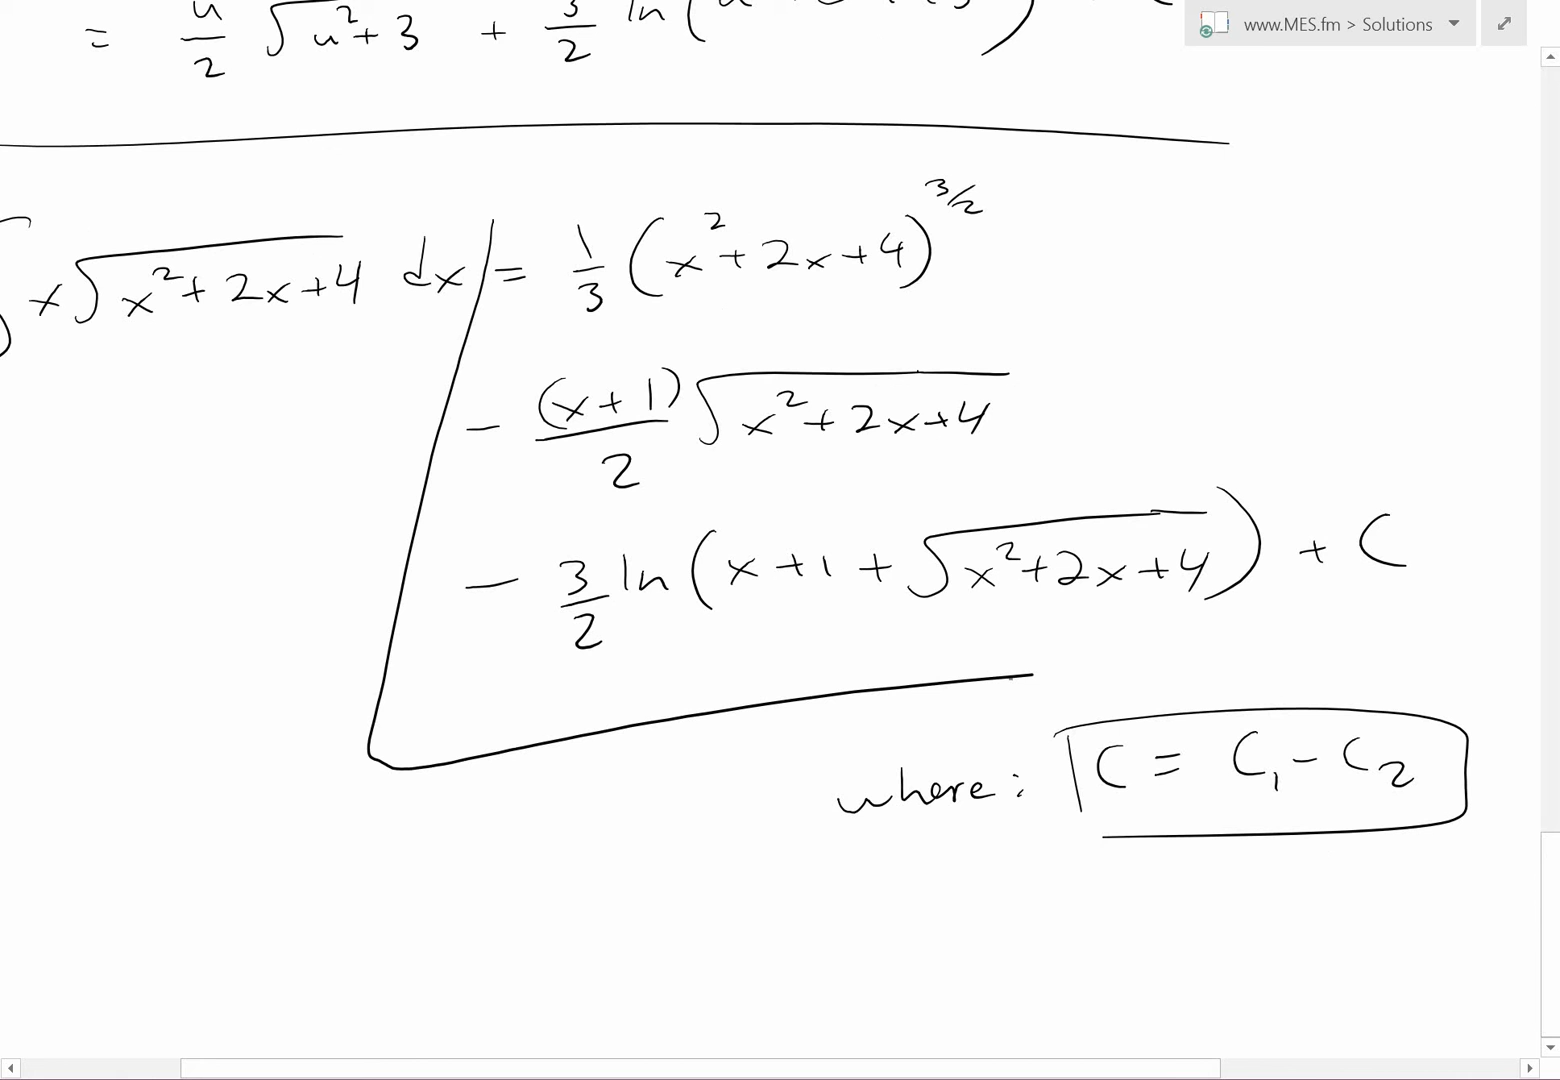 www.MES.fm > Solutions
= u/2 √u²+3 + 3/2 ln(
∫ x√x²+2x+4 dx = 1/3 (x²+2x+4)^3/2
- (x+1)/2 √x²+2x+4
- 3/2 ln(x+1+√x²+2x+4) + C
where: C = C₁ - C₂